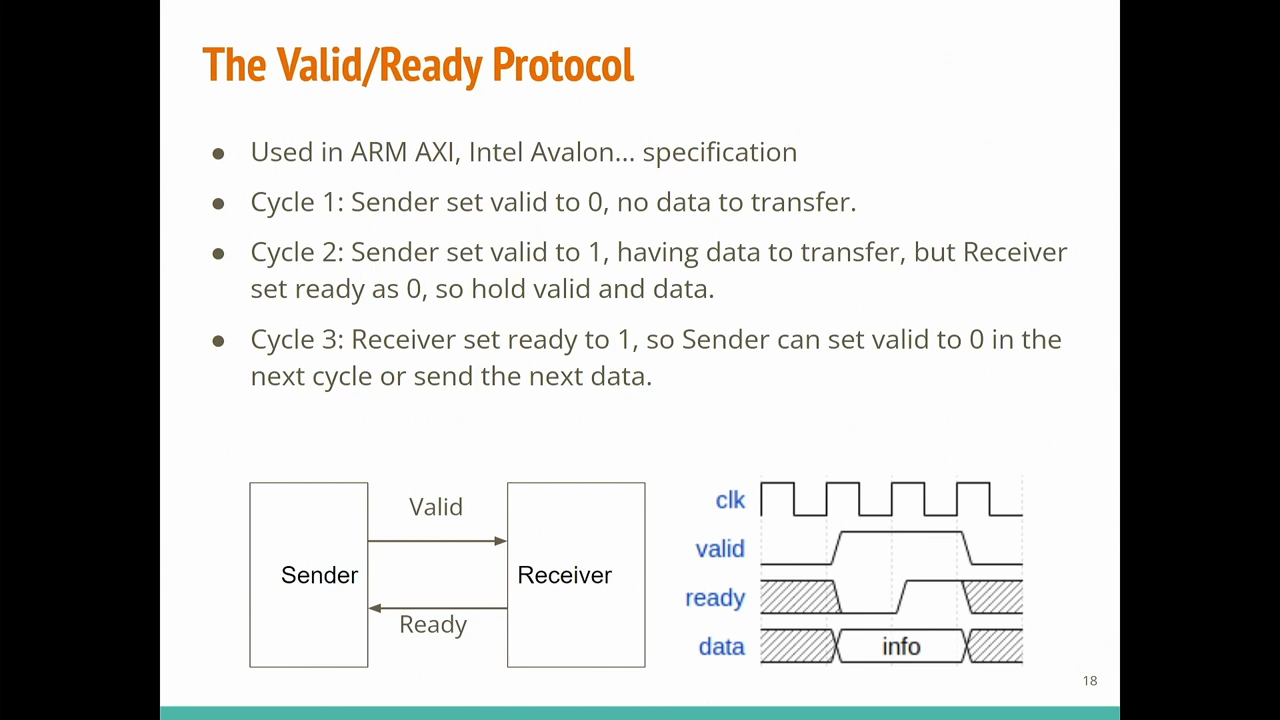 The Valid/Ready Protocol
● Used in ARM AXI, Intel Avalon... specification
● Cycle 1: Sender set valid to 0, no data to transfer.
● Cycle 2: Sender set valid to 1, having data to transfer, but Receiver
set ready as 0, so hold valid and data.
● Cycle 3: Receiver set ready to 1, so Sender can set valid to 0 in the
next cycle or send the next data.
Sender
Valid
Ready
Receiver
clk
valid
ready
data
info
18